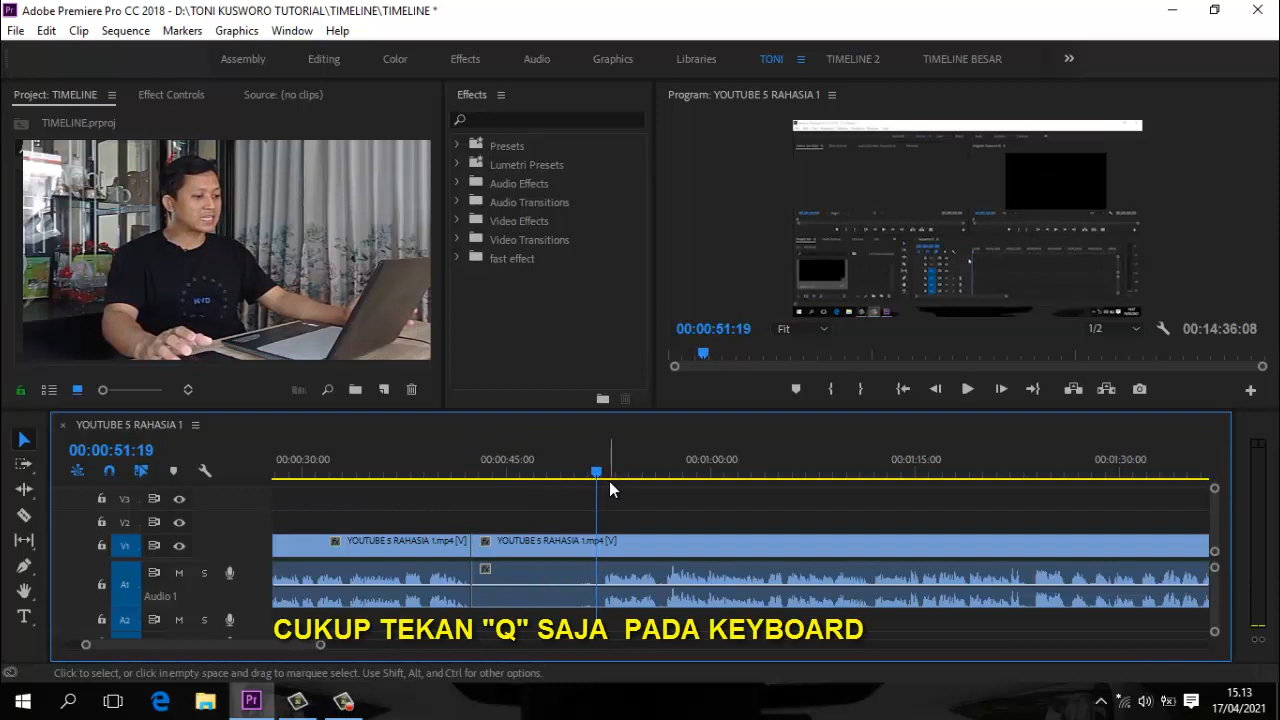 Adobe Premiere Pro CC 2018 - D:\TONI KUSWORO TUTORIAL\TIMELINE\TIMELINE *
File Edit Clip Sequence Markers Graphics Window Help
Assembly Editing Color Effects Audio Graphics Libraries TONI TIMELINE 2 TIMELINE BESAR
Project: TIMELINE Effect Controls Source: (no clips)
Effects
Program: YOUTUBE 5 RAHASIA 1
TIMELINE.prproj
Presets
Lumetri Presets
Audio Effects
Audio Transitions
Video Effects
Video Transitions
fast effect
00:00:51:19 Fit 1/2 00:14:36:08
YOUTUBE 5 RAHASIA 1
00:00:51:19
00:00:30:00 00:00:45:00 00:01:00:00 00:01:15:00 00:01:30:00
V3
V2
V1 YOUTUBE 5 RAHASIA 1.mp4 [V] YOUTUBE 5 RAHASIA 1.mp4 [V]
A1 M S
Audio 1
A2 M S
CUKUP TEKAN "Q" SAJA PADA KEYBOARD
Click to select, or click in empty space and drag to marquee select. Use Shift, Alt, and Ctrl for other options.
15.13
17/04/2021